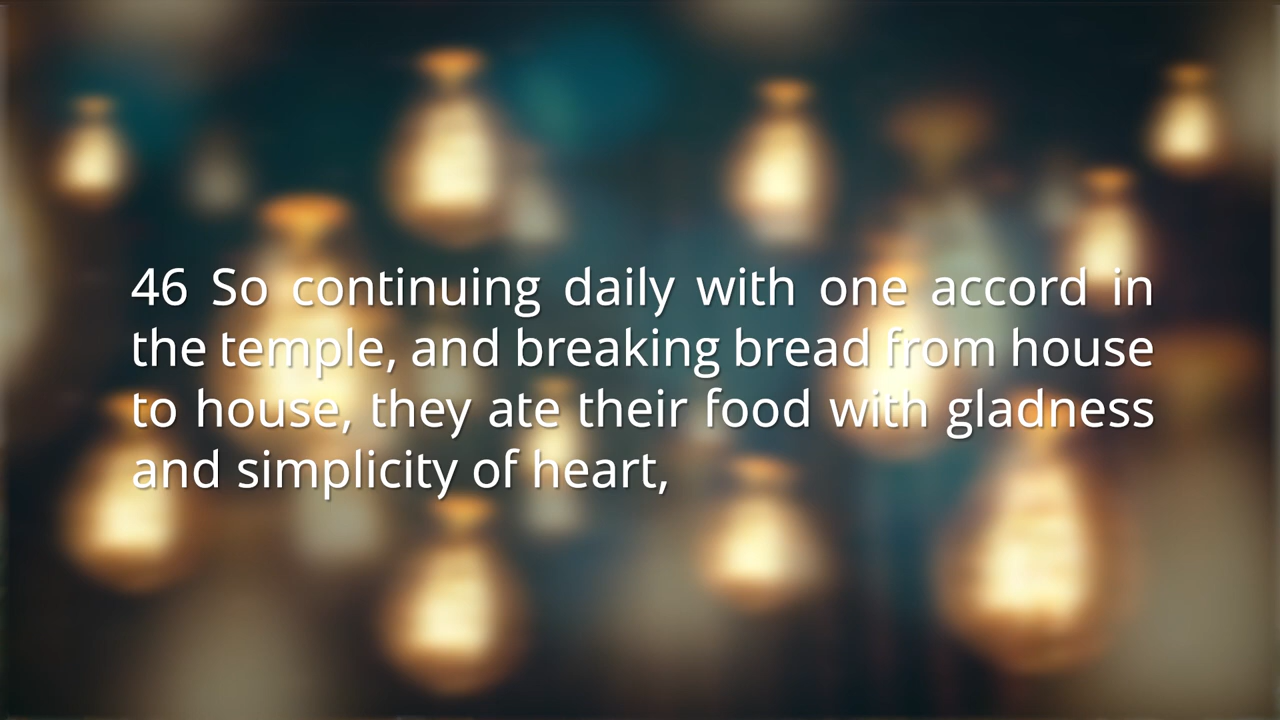 46 So continuing daily with one accord in
the temple, and breaking bread from house
to house, they ate their food with gladness
and simplicity of heart,